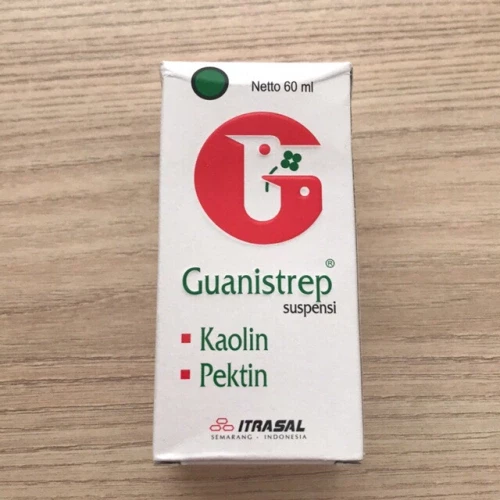 Netto 60 ml
Guanistrep®
suspensi
Kaolin
Pektin
ITRASAL
SEMARANG - INDONESIA